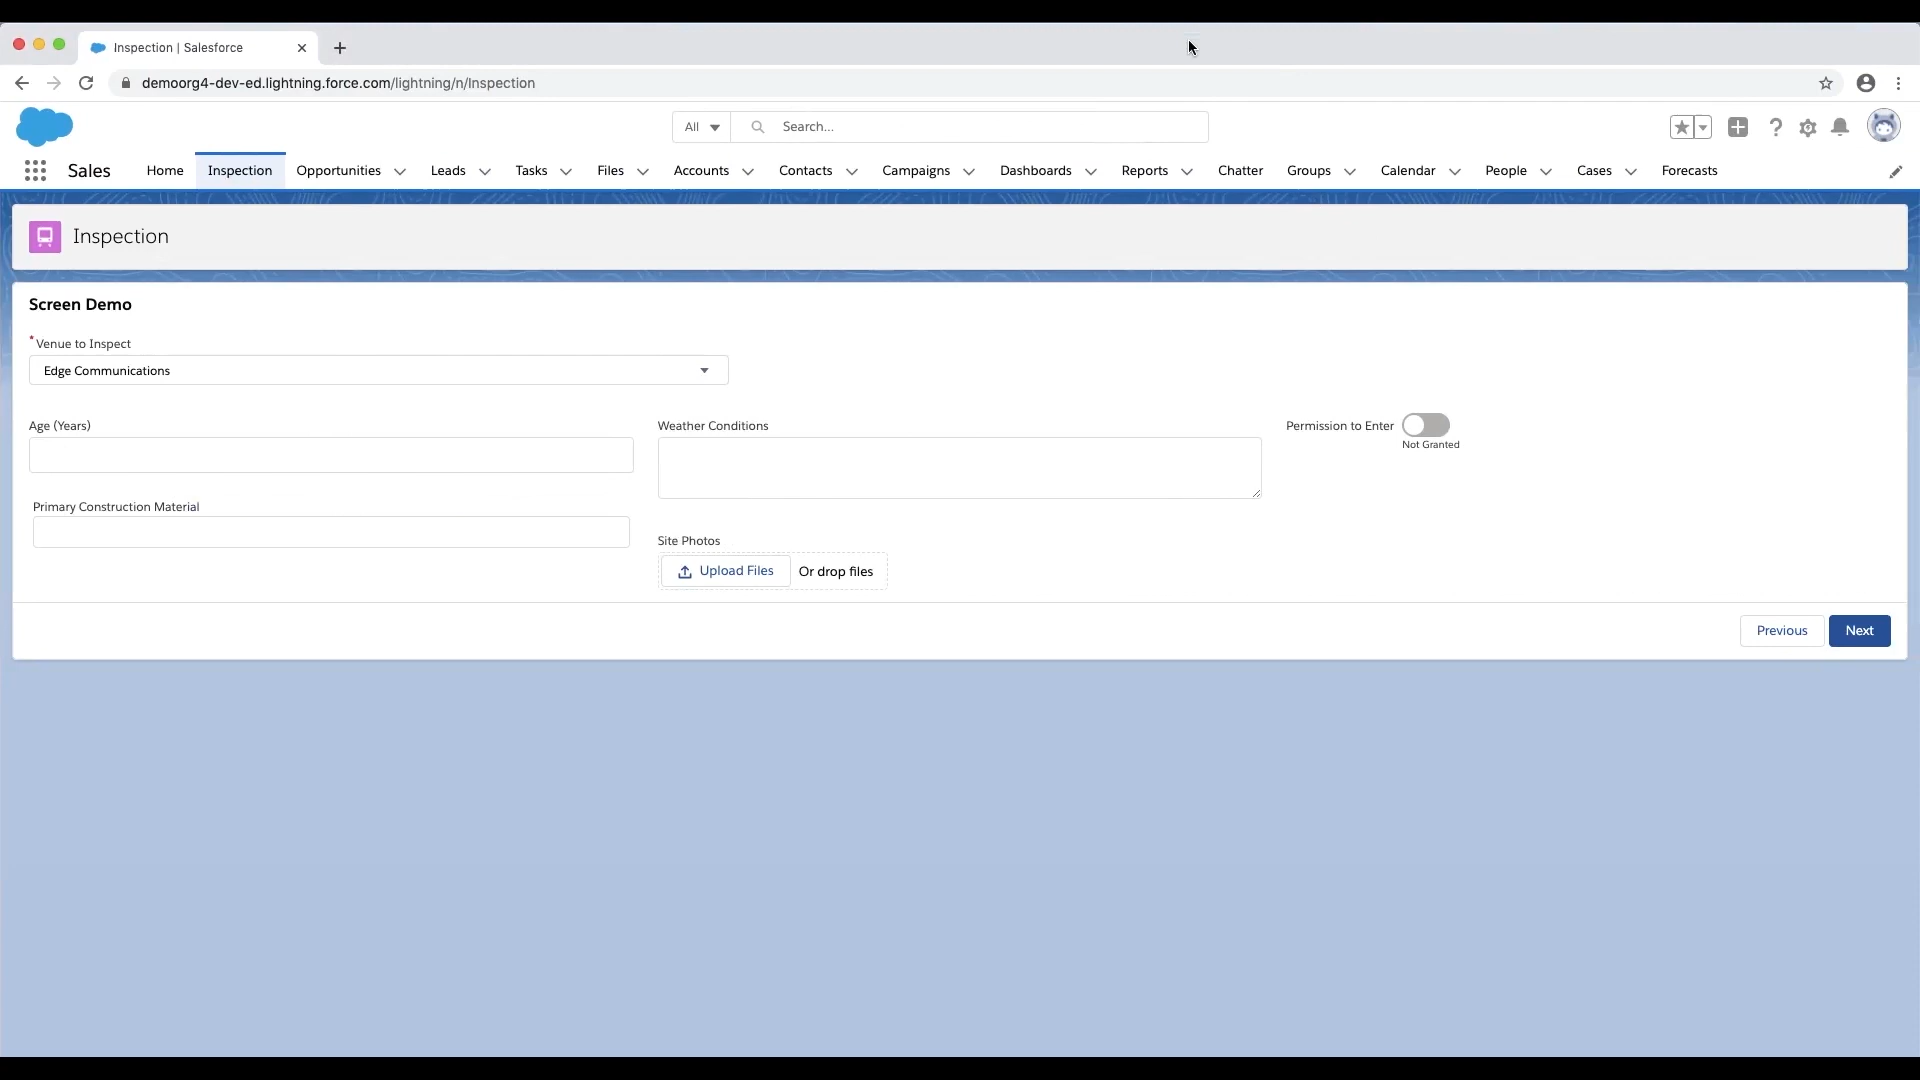 Inspection | Salesforce
demoorg4-dev-ed.lightning.force.com/lightning/n/Inspection
All Search...
Sales Home Inspection Opportunities Leads Tasks Files Accounts Contacts Campaigns Dashboards Reports Chatter Groups Calendar People Cases Forecasts
Inspection
Screen Demo
* Venue to Inspect
Edge Communications
Age (Years) Weather Conditions Permission to Enter
Not Granted
Primary Construction Material
Site Photos
Upload Files Or drop files
Previous Next